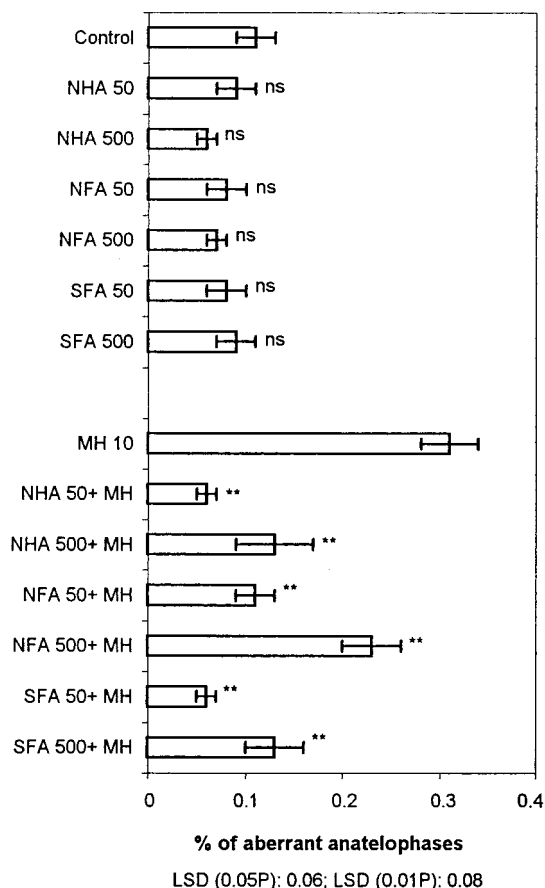 Control
NHA 50 ns
NHA 500 ns
NFA 50 ns
NFA 500 ns
SFA 50 ns
SFA 500 ns
MH 10
NHA 50+ MH **
NHA 500+ MH **
NFA 50+ MH **
NFA 500+ MH **
SFA 50+ MH **
SFA 500+ MH **
0 0.1 0.2 0.3 0.4
% of aberrant anatelophases
LSD (0.05P): 0.06; LSD (0.01P): 0.08